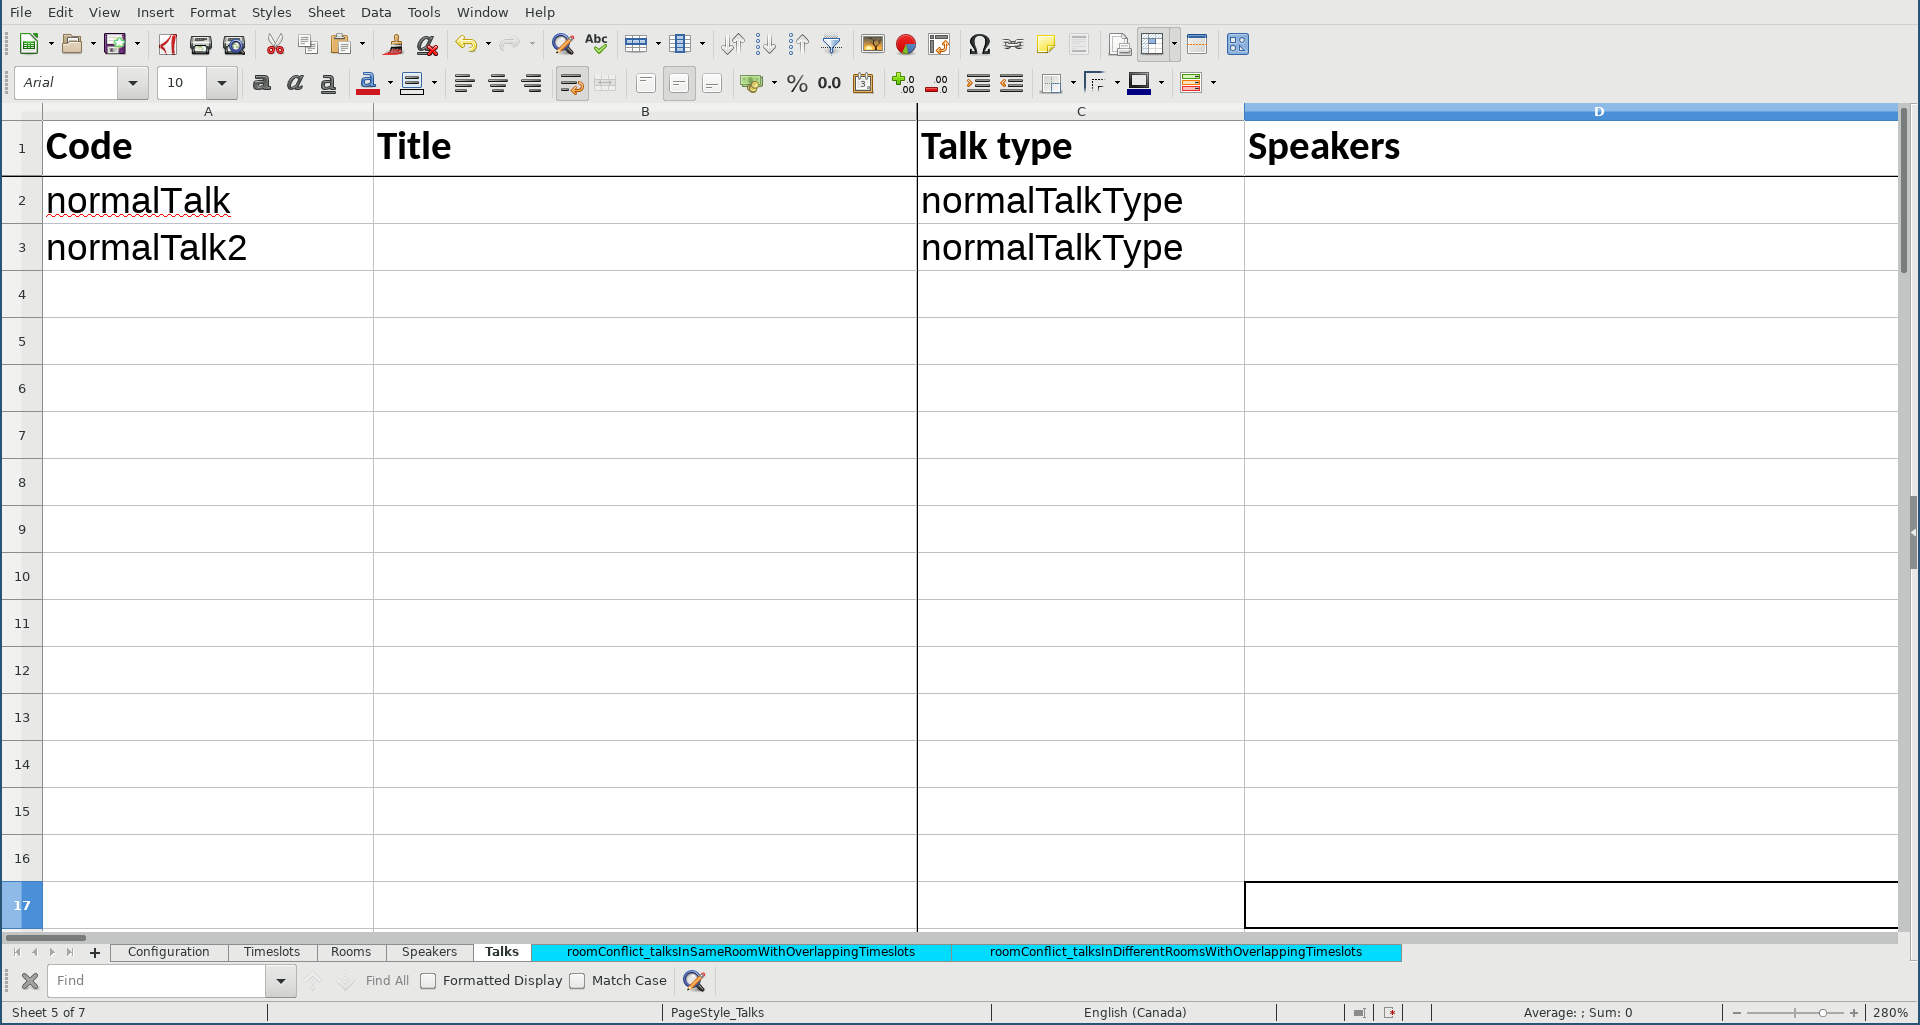 File Edit View Insert Format Styles Sheet Data Tools Window Help
Abc
Arial 10 a a a a % 0.0
A B C D
1 Code Title Talk type Speakers
2 normalTalk normalTalkType
3 normalTalk2 normalTalkType
4
5
6
7
8
9
10
11
12
13
14
15
16
17
Configuration Timeslots Rooms Speakers Talks roomConflict_talksInSameRoomWithOverlappingTimeslots roomConflict_talksInDifferentRoomsWithOverlappingTimeslots
Find Find All Formatted Display Match Case
Sheet 5 of 7 PageStyle_Talks English (Canada) Average: ; Sum: 0 280%